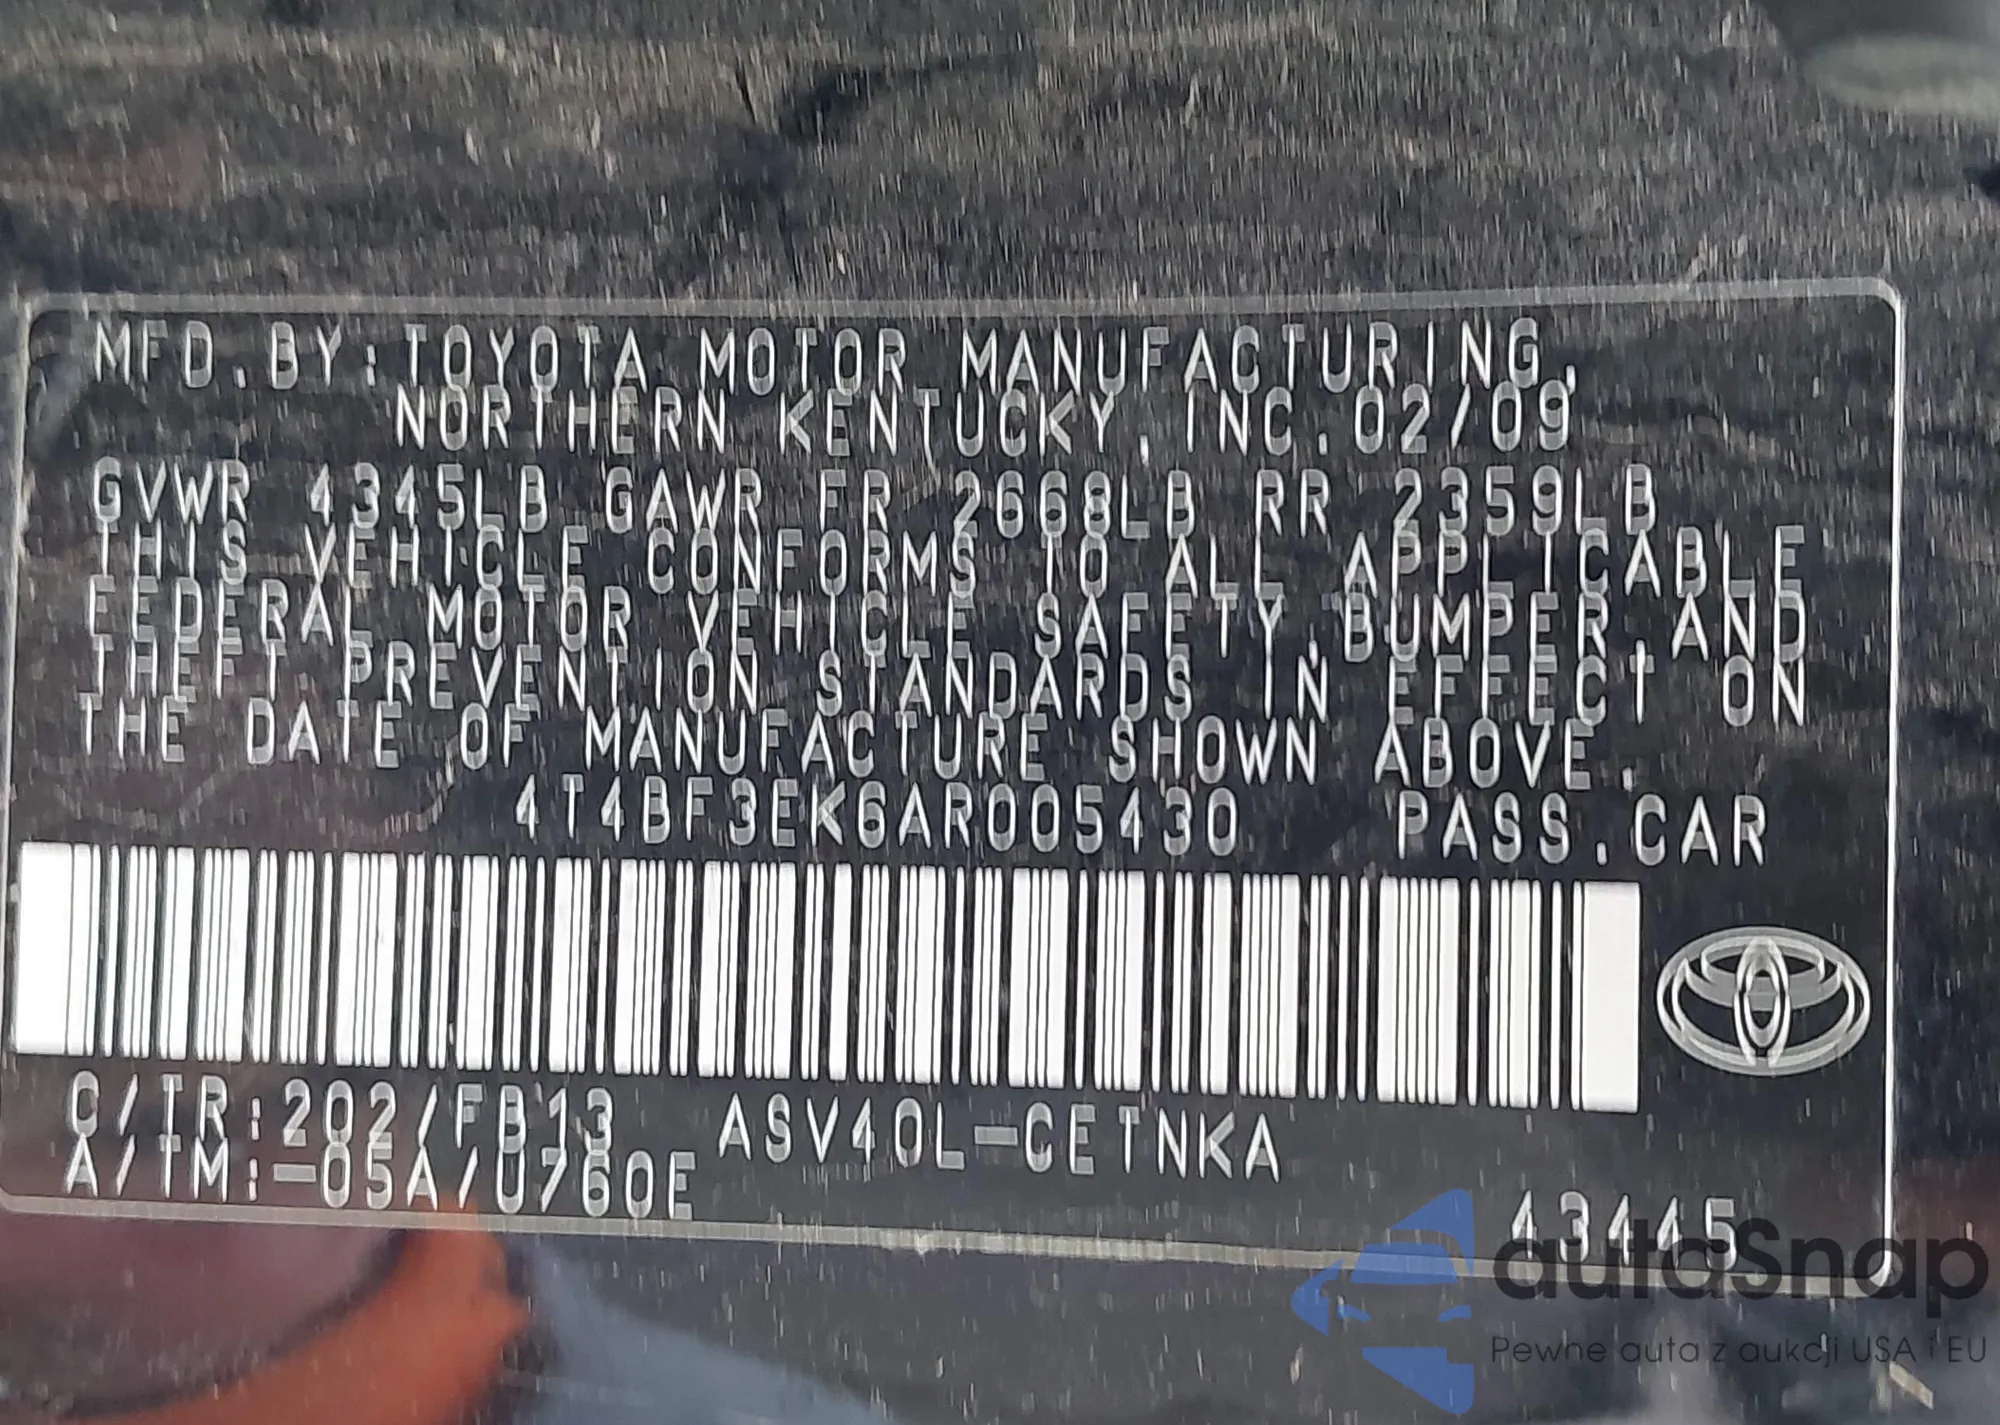 MFD.BY:TOYOTA MOTOR MANUFACTURING,
NORTHERN KENTUCKY,INC.02/09
GVWR 4345LB GAWR FR 2668LB RR 2359LB
THIS VEHICLE CONFORMS TO ALL APPLICABLE
FEDERAL MOTOR VEHICLE SAFETY,BUMPER,AND
THEFT PREVENTION STANDARDS IN EFFECT ON
THE DATE OF MANUFACTURE SHOWN ABOVE.
4T4BF3EK6AR005430 PASS.CAR
C/TR:202/FB13 ASV40L-CETNKA
A/TM:-05A/U760E
43445
autaSnap
Pewne auta z aukcji USA i EU